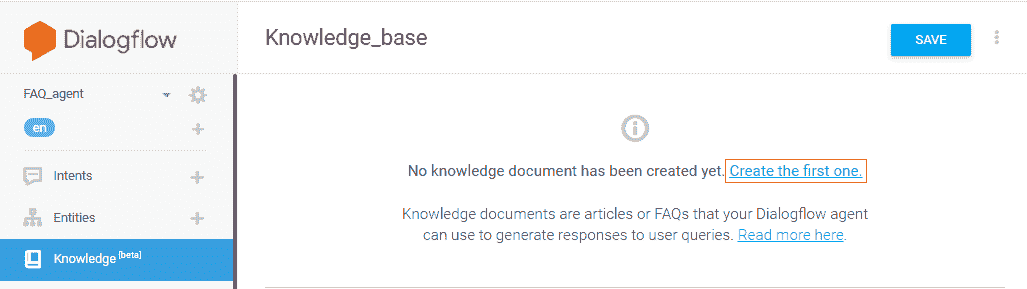 Dialogflow
FAQ_agent
en
Intents
Entities
Knowledge [beta]
Knowledge_base
SAVE
No knowledge document has been created yet. Create the first one.
Knowledge documents are articles or FAQs that your Dialogflow agent
can use to generate responses to user queries. Read more here.